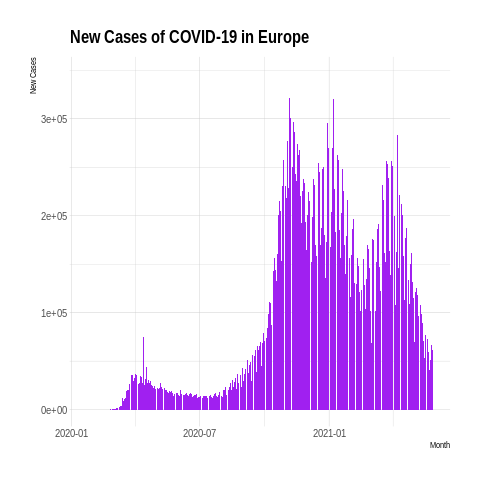 New Cases of COVID-19 in Europe
New Cases
3e+05
2e+05
1e+05
0e+00
2020-01 2020-07 2021-01
Month